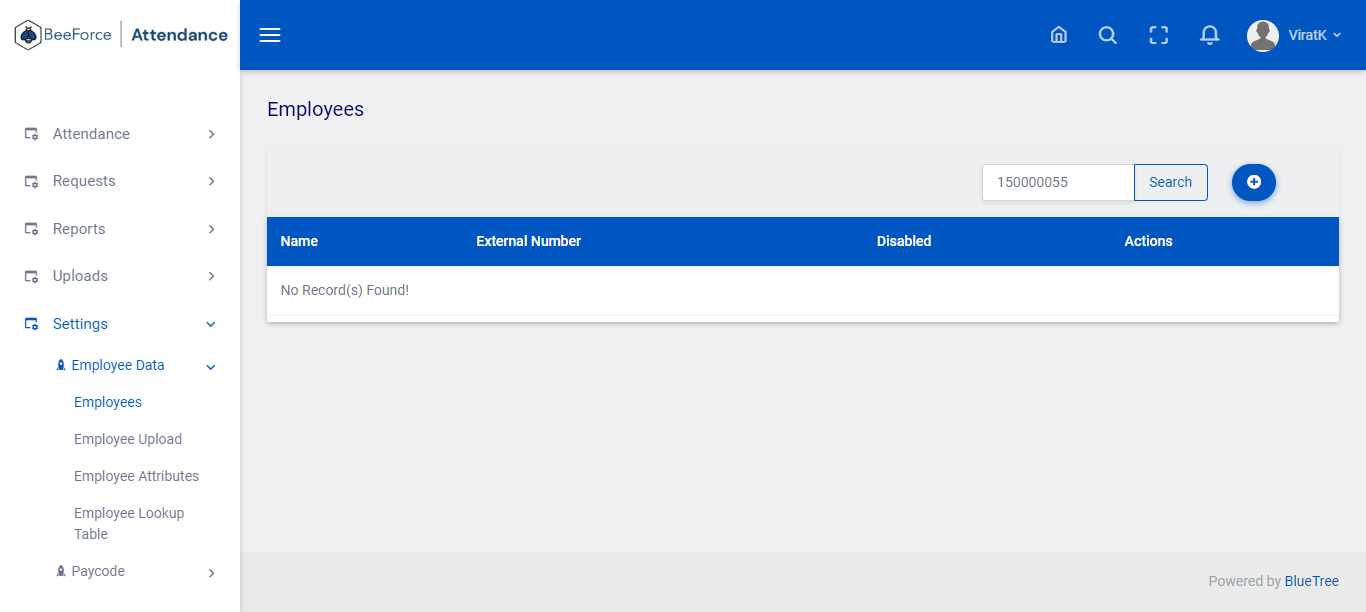 BeeForce | Attendance
ViratK
Attendance
Requests
Reports
Uploads
Settings
Employee Data
Employees
Employee Upload
Employee Attributes
Employee Lookup
Table
Paycode
Employees
150000055 Search
Name External Number Disabled Actions
No Record(s) Found!
Powered by BlueTree